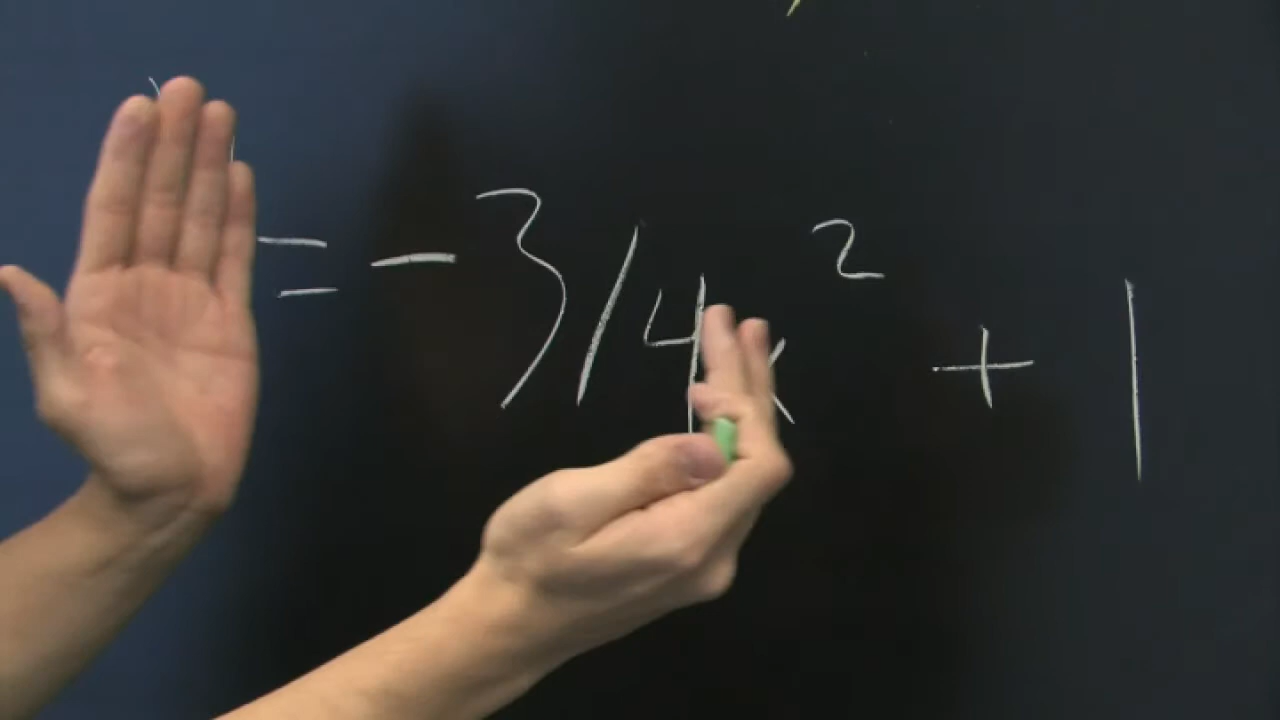 = -3/4x² + 1